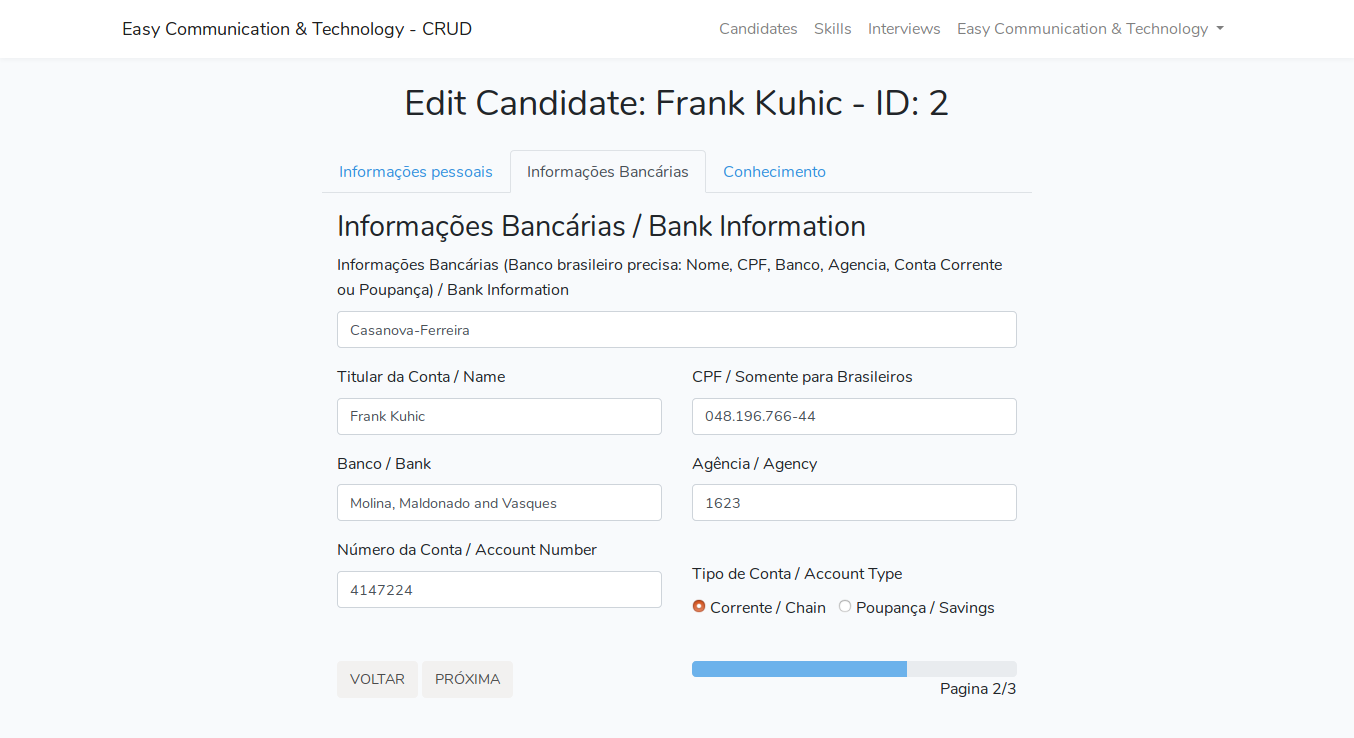 Easy Communication & Technology - CRUD
Candidates Skills Interviews Easy Communication & Technology
Edit Candidate: Frank Kuhic - ID: 2
Informações pessoais Informações Bancárias Conhecimento
Informações Bancárias / Bank Information
Informações Bancárias (Banco brasileiro precisa: Nome, CPF, Banco, Agencia, Conta Corrente
ou Poupança) / Bank Information
Casanova-Ferreira
Titular da Conta / Name
CPF / Somente para Brasileiros
Frank Kuhic
048.196.766-44
Banco / Bank
Agência / Agency
Molina, Maldonado and Vasques
1623
Número da Conta / Account Number
4147224
Tipo de Conta / Account Type
Corrente / Chain Poupança / Savings
VOLTAR PRÓXIMA
Pagina 2/3